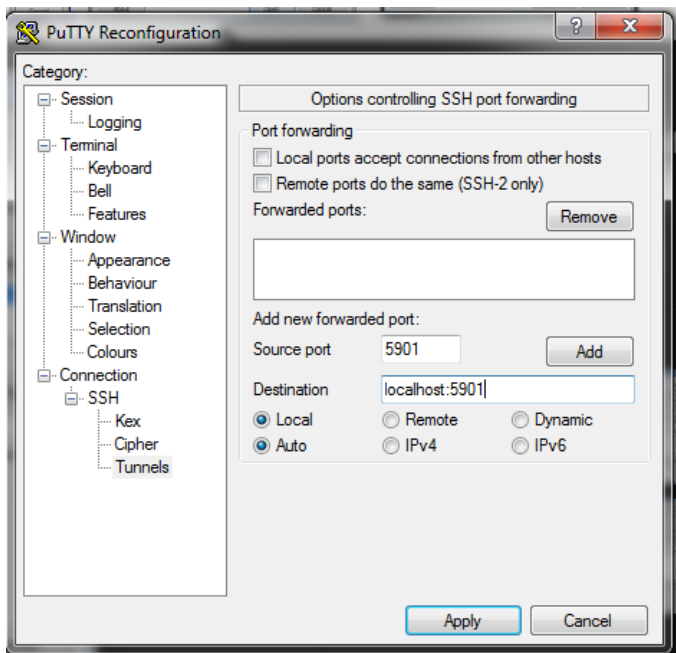 PuTTY Reconfiguration
Category:
Session
Logging
Terminal
Keyboard
Bell
Features
Window
Appearance
Behaviour
Translation
Selection
Colours
Connection
SSH
Kex
Cipher
Tunnels
Options controlling SSH port forwarding
Port forwarding
Local ports accept connections from other hosts
Remote ports do the same (SSH-2 only)
Forwarded ports: Remove
Add new forwarded port:
Source port 5901 Add
Destination localhost:5901
Local Remote Dynamic
Auto IPv4 IPv6
Apply Cancel